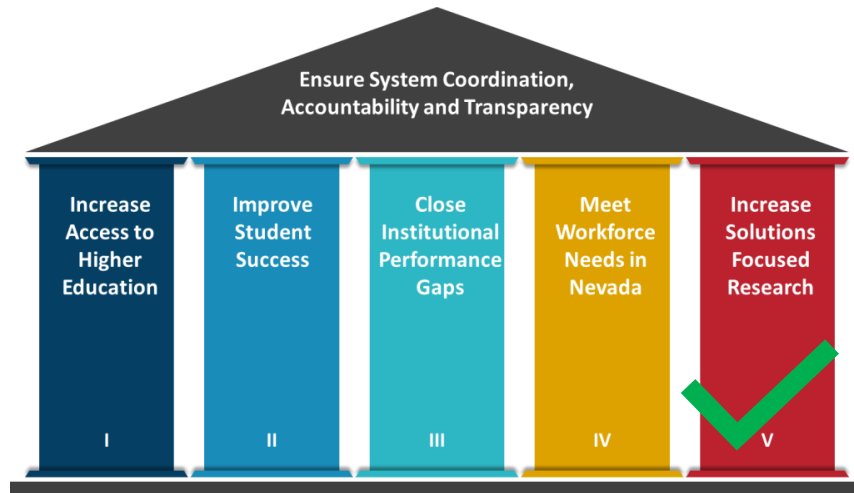 Ensure System Coordination,
Accountability and Transparency
Increase
Access to
Higher
Education
I
Improve
Student
Success
II
Close
Institutional
Performance
Gaps
III
Meet
Workforce
Needs in
Nevada
IV
Increase
Solutions
Focused
Research
V